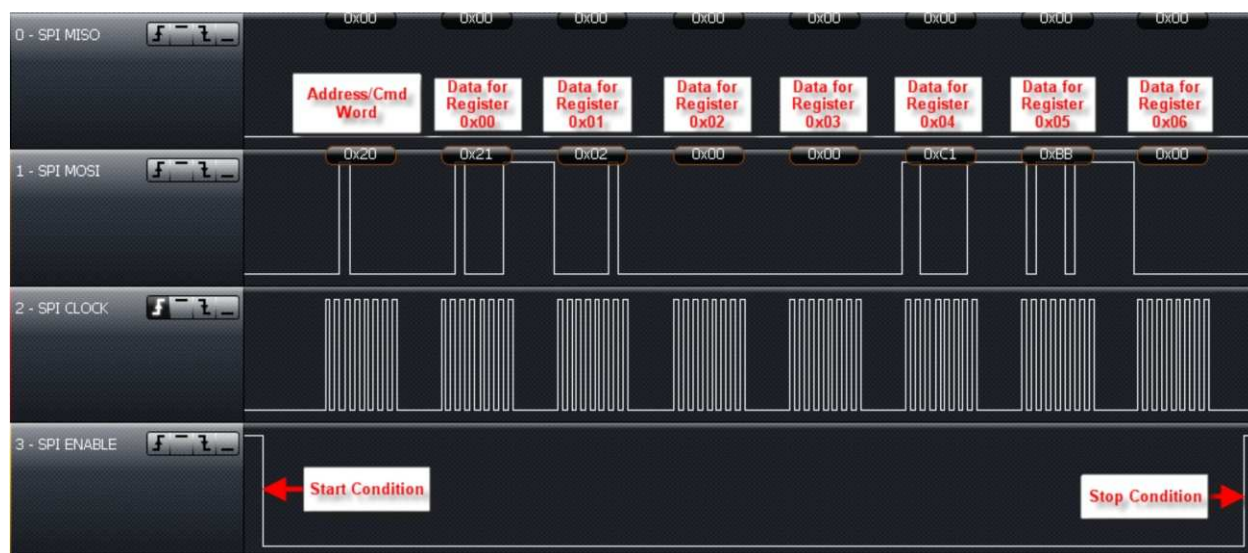 0 - SPI MISO
0x00 0x00 0x00 0x00 0x00 0x00 0x00 0x00
Address/Cmd
Word
Data for
Register
0x00
Data for
Register
0x01
Data for
Register
0x02
Data for
Register
0x03
Data for
Register
0x04
Data for
Register
0x05
Data for
Register
0x06
1 - SPI MOSI
0x20 0x21 0x02 0x00 0x00 0xC1 0xBB 0x00
2 - SPI CLOCK
3 - SPI ENABLE
Start Condition
Stop Condition